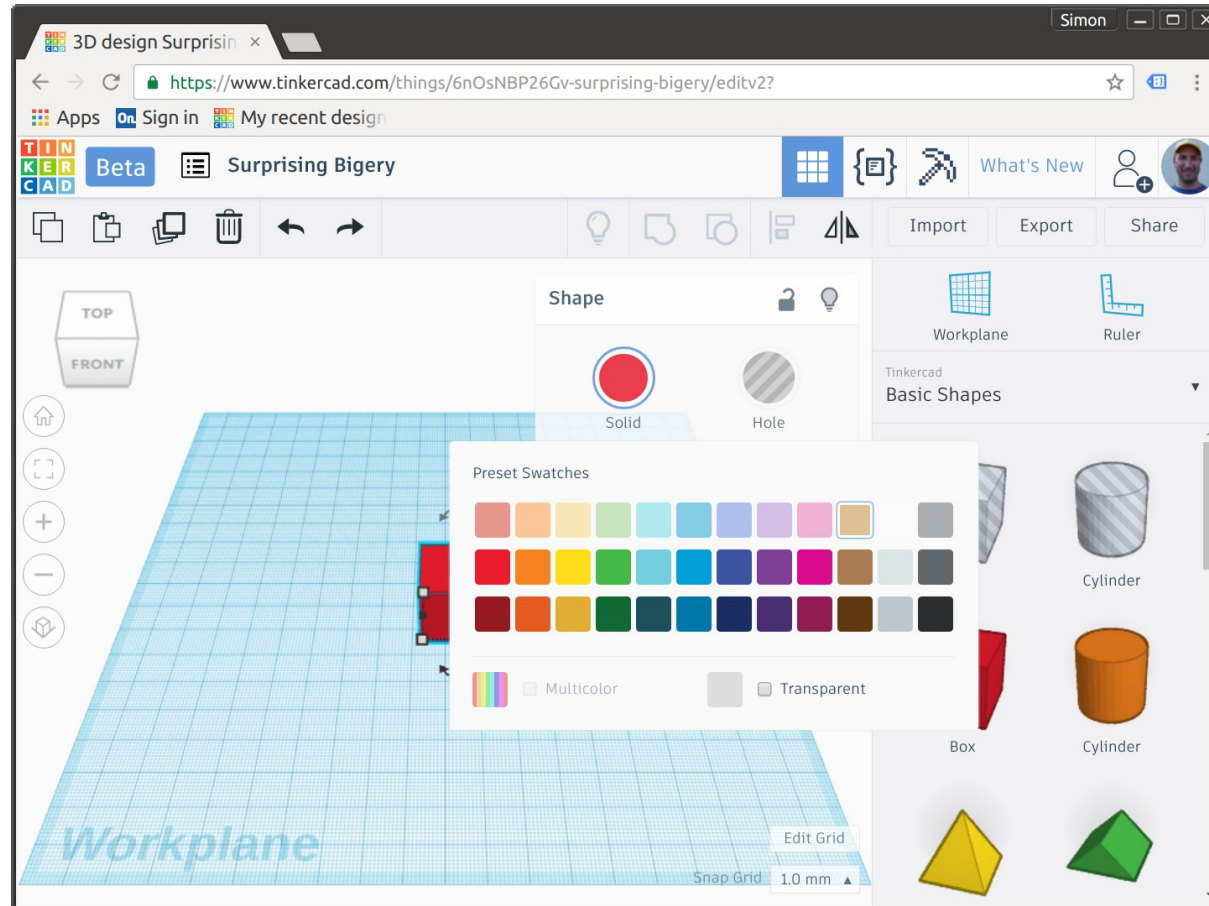 Simon
3D design Surprisin
https://www.tinkercad.com/things/6nOsNBP26Gv-surprising-bigery/editv2?
Apps On. Sign in My recent design
TIN
KER
CAD
Beta Surprising Bigery What's New
Import Export Share
TOP
FRONT
Shape
Solid Hole
Workplane Ruler
Tinkercad
Basic Shapes
Preset Swatches
Multicolor Transparent
Cylinder
Box Cylinder
Workplane
Edit Grid
Snap Grid 1.0 mm